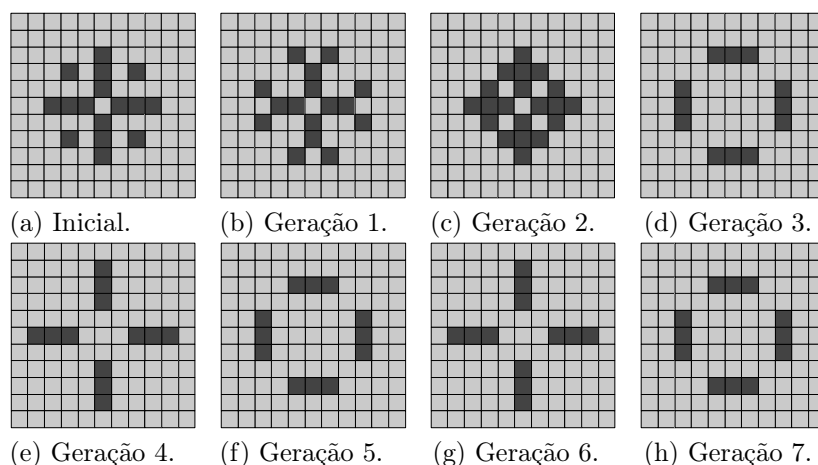 (a) Inicial.
(b) Geração 1.
(c) Geração 2.
(d) Geração 3.
(e) Geração 4.
(f) Geração 5.
(g) Geração 6.
(h) Geração 7.